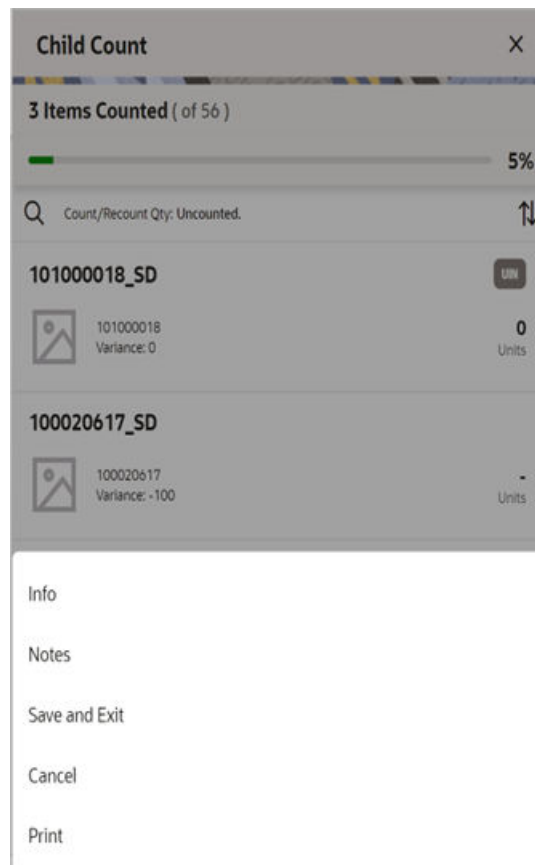 Child Count
3 Items Counted ( of 56 )
5%
Count/Recount Qty: Uncounted.
101000018_SD
UIN
101000018
Variance: 0
0
Units
100020617_SD
100020617
Variance: -100
-
Units
Info
Notes
Save and Exit
Cancel
Print